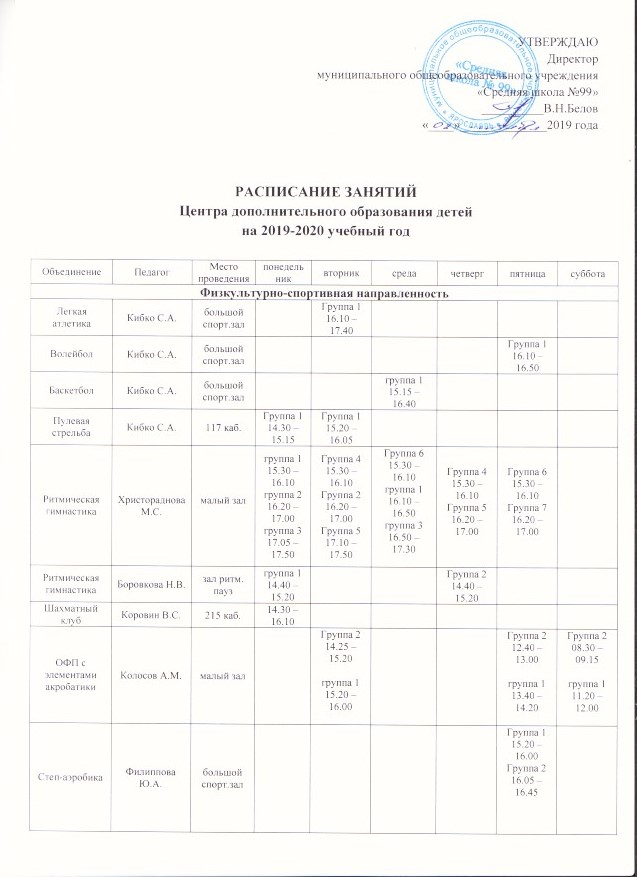 УТВЕРЖДАЮ
Директор
муниципального общеобразовательного учреждения
«Средняя школа №99»
В.Н.Белов
2019 года
«Средняя
школа № 99»
РАСПИСАНИЕ ЗАНЯТИЙ
Центра дополнительного образования детей
на 2019-2020 учебный год
Объединение Педагог Место проведения понедель ник вторник среда четверг пятница суббота
Физкультурно-спортивная направленность
Легкая атлетика Кибко С.А. большой спорт.зал Группа 1 16.10 – 17.40
Волейбол Кибко С.А. большой спорт.зал Группа 1 16.10 – 16.50
Баскетбол Кибко С.А. большой спорт.зал группа 1 15.15 – 16.40
Пулевая стрельба Кибко С.А. 117 каб. Группа 1 14.30 – 15.15 Группа 1 15.20 – 16.05
Ритмическая гимнастика Христораднова М.С. малый зал группа 1 15.30 – 16.10 группа 2 16.20 – 17.00 группа 3 17.05 – 17.50 Группа 4 15.30 – 16.10 Группа 2 16.20 – 17.00 Группа 5 17.10 – 17.50 Группа 6 15.30 – 16.10 группа 1 16.10 – 16.50 группа 3 16.50 – 17.30 Группа 4 15.30 – 16.10 Группа 5 16.20 – 17.00 Группа 6 15.30 – 16.10 Группа 7 16.20 – 17.00
Ритмическая гимнастика Боровкова Н.В. зал ритм. пауз группа 1 14.40 – 15.20 Группа 2 14.40 – 15.20
Шахматный клуб Коровин В.С. 215 каб. 14.30 – 16.10
ОФП с элементами акробатики Колосов А.М. малый зал Группа 2 14.25 – 15.20 группа 1 15.20 – 16.00 Группа 2 12.40 – 13.00 группа 1 13.40 – 14.20 Группа 2 08.30 – 09.15 группа 1 11.20 – 12.00
Степ-аэробика Филиппова Ю.А. большой спорт.зал Группа 1 15.20 – 16.00 Группа 2 16.05 – 16.45